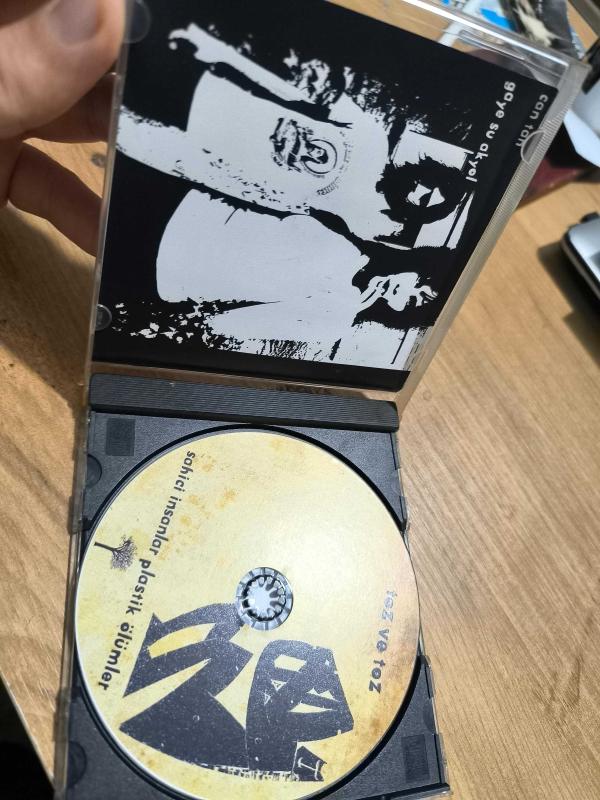 can tan
gaye su akyol
toz ve toz
sahici insanlar plastik ölümler